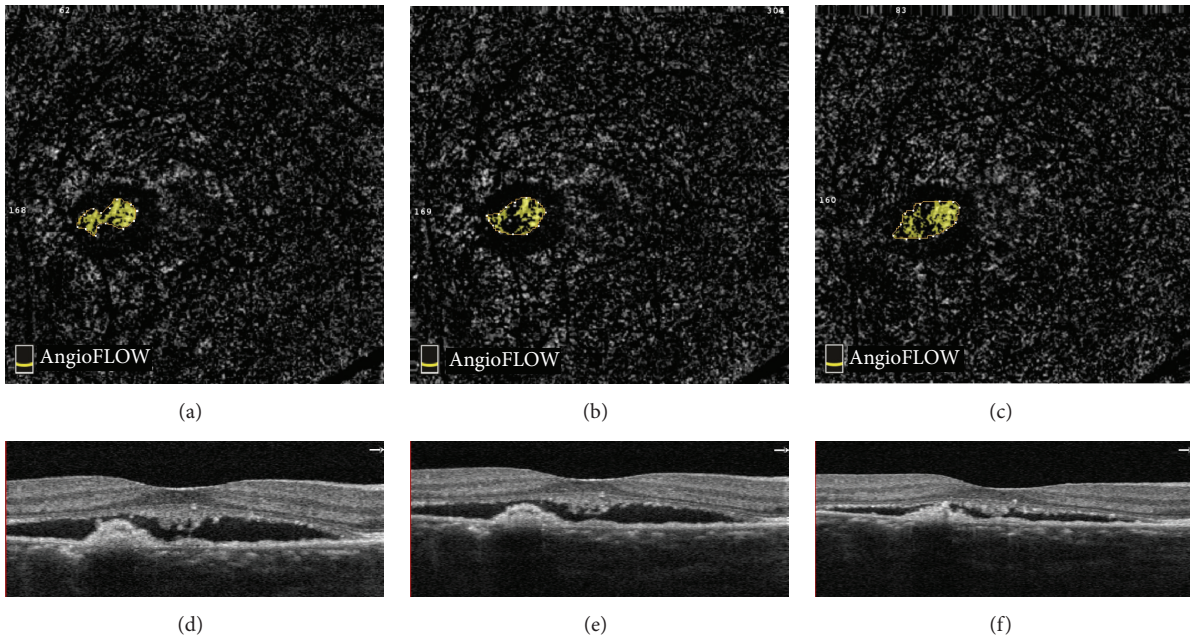 62
304
83
168
169
160
AngioFLOW
AngioFLOW
AngioFLOW
(a)
(b)
(c)
(d)
(e)
(f)